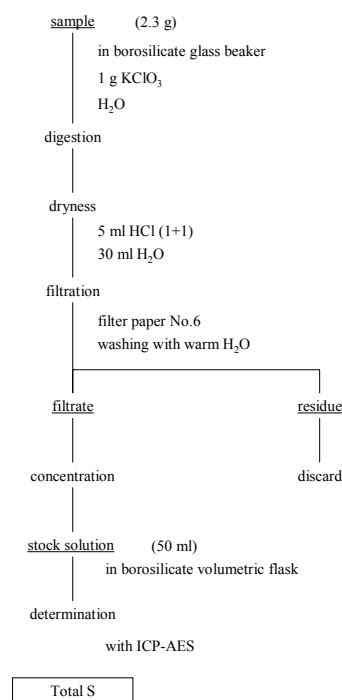 sample (2.3 g)
in borosilicate glass beaker
1 g KClO₃
H₂O
digestion
dryness
5 ml HCl (1+1)
30 ml H₂O
filtration
filter paper No.6
washing with warm H₂O
filtrate residue
concentration discard
stock solution (50 ml)
in borosilicate volumetric flask
determination
with ICP-AES
Total S